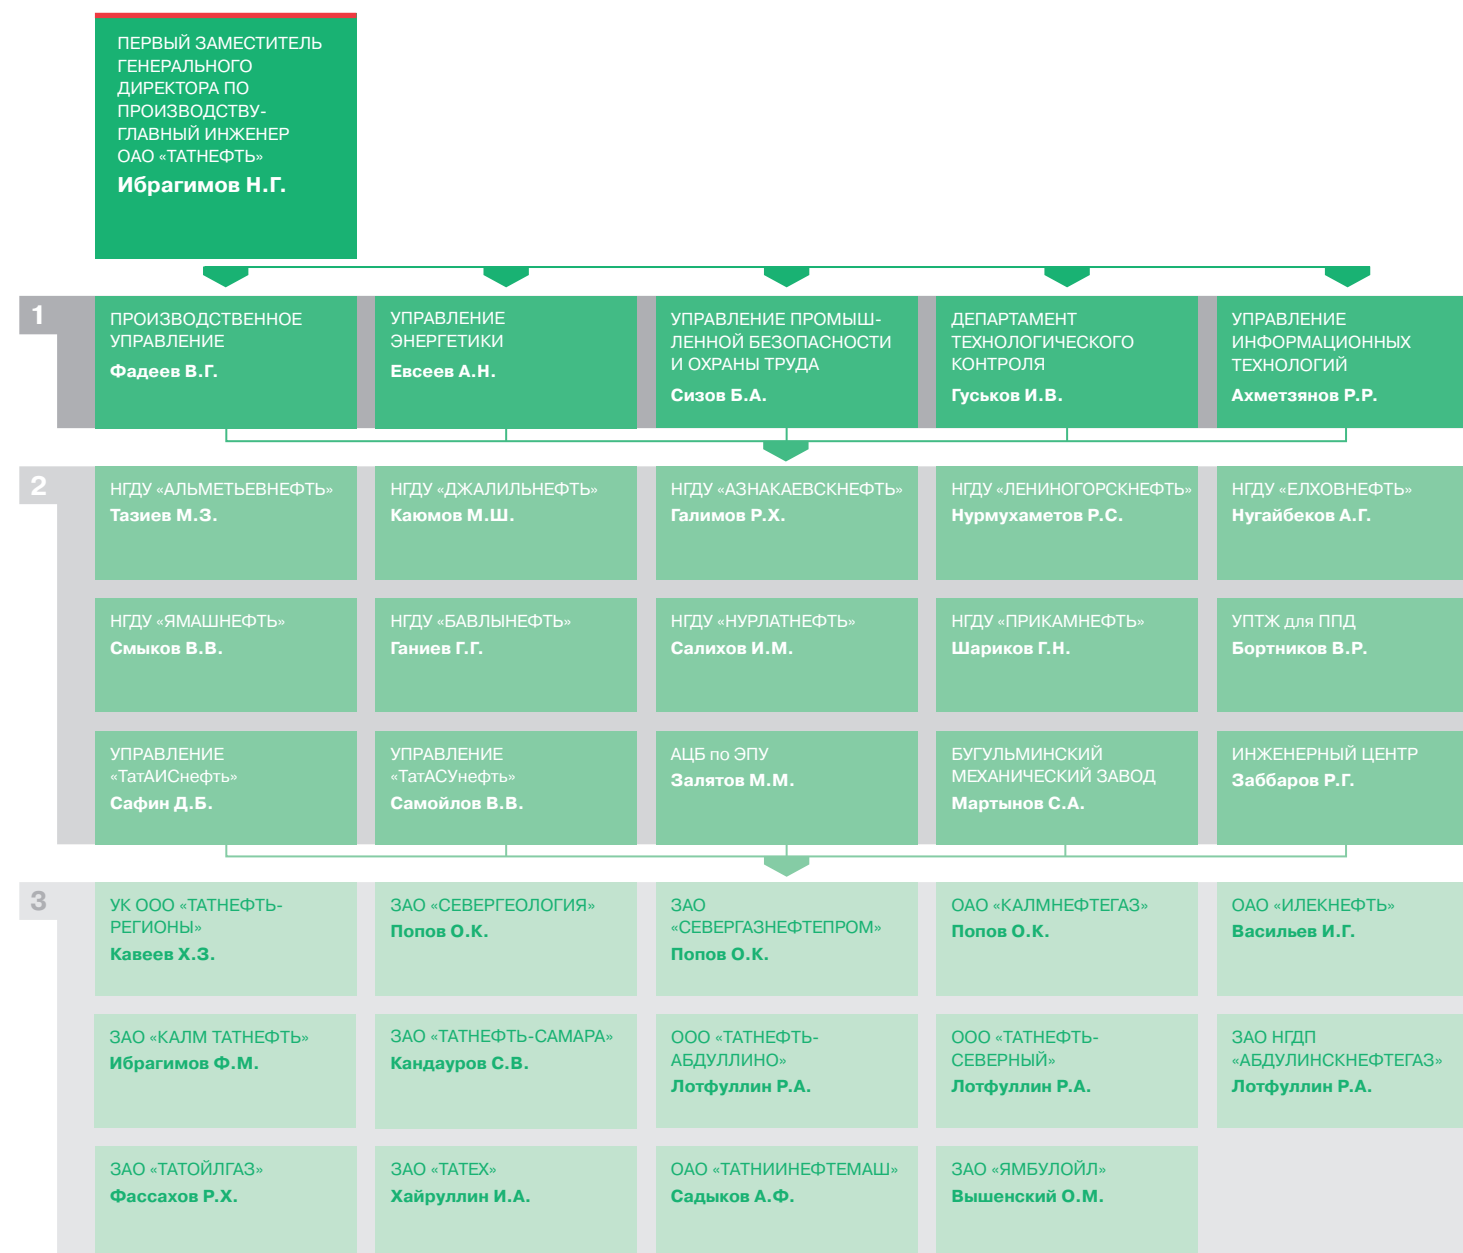 ПЕРВЫЙ ЗАМЕСТИТЕЛЬ
ГЕНЕРАЛЬНОГО
ДИРЕКТОРА ПО
ПРОИЗВОДСТВУ-
ГЛАВНЫЙ ИНЖЕНЕР
ОАО «ТАТНЕФТЬ»
Ибрагимов Н.Г.
1
ПРОИЗВОДСТВЕННОЕ
УПРАВЛЕНИЕ
Фадеев В.Г.
УПРАВЛЕНИЕ
ЭНЕРГЕТИКИ
Евсеев А.Н.
УПРАВЛЕНИЕ ПРОМЫШ-
ЛЕННОЙ БЕЗОПАСНОСТИ
И ОХРАНЫ ТРУДА
Сизов Б.А.
ДЕПАРТАМЕНТ
ТЕХНОЛОГИЧЕСКОГО
КОНТРОЛЯ
Гуськов И.В.
УПРАВЛЕНИЕ
ИНФОРМАЦИОННЫХ
ТЕХНОЛОГИЙ
Ахметзянов Р.Р.
2
НГДУ «АЛЬМЕТЬЕВНЕФТЬ»
Тазиев М.З.
НГДУ «ДЖАЛИЛЬНЕФТЬ»
Каюмов М.Ш.
НГДУ «АЗНАКАЕВСКНЕФТЬ»
Галимов Р.Х.
НГДУ «ЛЕНИНОГОРСКНЕФТЬ»
Нурмухаметов Р.С.
НГДУ «ЕЛХОВНЕФТЬ»
Нугайбеков А.Г.
НГДУ «ЯМАШНЕФТЬ»
Смыков В.В.
НГДУ «БАВЛЫНЕФТЬ»
Ганиев Г.Г.
НГДУ «НУРЛАТНЕФТЬ»
Салихов И.М.
НГДУ «ПРИКАМНЕФТЬ»
Шариков Г.Н.
УПТЖ для ППД
Бортников В.Р.
УПРАВЛЕНИЕ
«ТатАИСнефть»
Сафин Д.Б.
УПРАВЛЕНИЕ
«ТатАСУнефть»
Самойлов В.В.
АЦБ по ЭПУ
Залятов М.М.
БУГУЛЬМИНСКИЙ
МЕХАНИЧЕСКИЙ ЗАВОД
Мартынов С.А.
ИНЖЕНЕРНЫЙ ЦЕНТР
Заббаров Р.Г.
3
УК ООО «ТАТНЕФТЬ-
РЕГИОНЫ»
Кавеев Х.З.
ЗАО «СЕВЕРГЕОЛОГИЯ»
Попов О.К.
ЗАО
«СЕВЕРГАЗНЕФТЕПРОМ»
Попов О.К.
ОАО «КАЛМНЕФТЕГАЗ»
Попов О.К.
ОАО «ИЛЕКНЕФТЬ»
Васильев И.Г.
ЗАО «КАЛМ ТАТНЕФТЬ»
Ибрагимов Ф.М.
ЗАО «ТАТНЕФТЬ-САМАРА»
Кандауров С.В.
ООО «ТАТНЕФТЬ-
АБДУЛЛИНО»
Лотфуллин Р.А.
ООО «ТАТНЕФТЬ-
СЕВЕРНЫЙ»
Лотфуллин Р.А.
ЗАО НГДП
«АБДУЛИНСКНЕФТЕГАЗ»
Лотфуллин Р.А.
ЗАО «ТАТОЙЛГАЗ»
Фассахов Р.Х.
ЗАО «ТАТЕХ»
Хайруллин И.А.
ОАО «ТАТНИИНЕФТЕМАШ»
Садыков А.Ф.
ЗАО «ЯМБУЛОЙЛ»
Вышенский О.М.